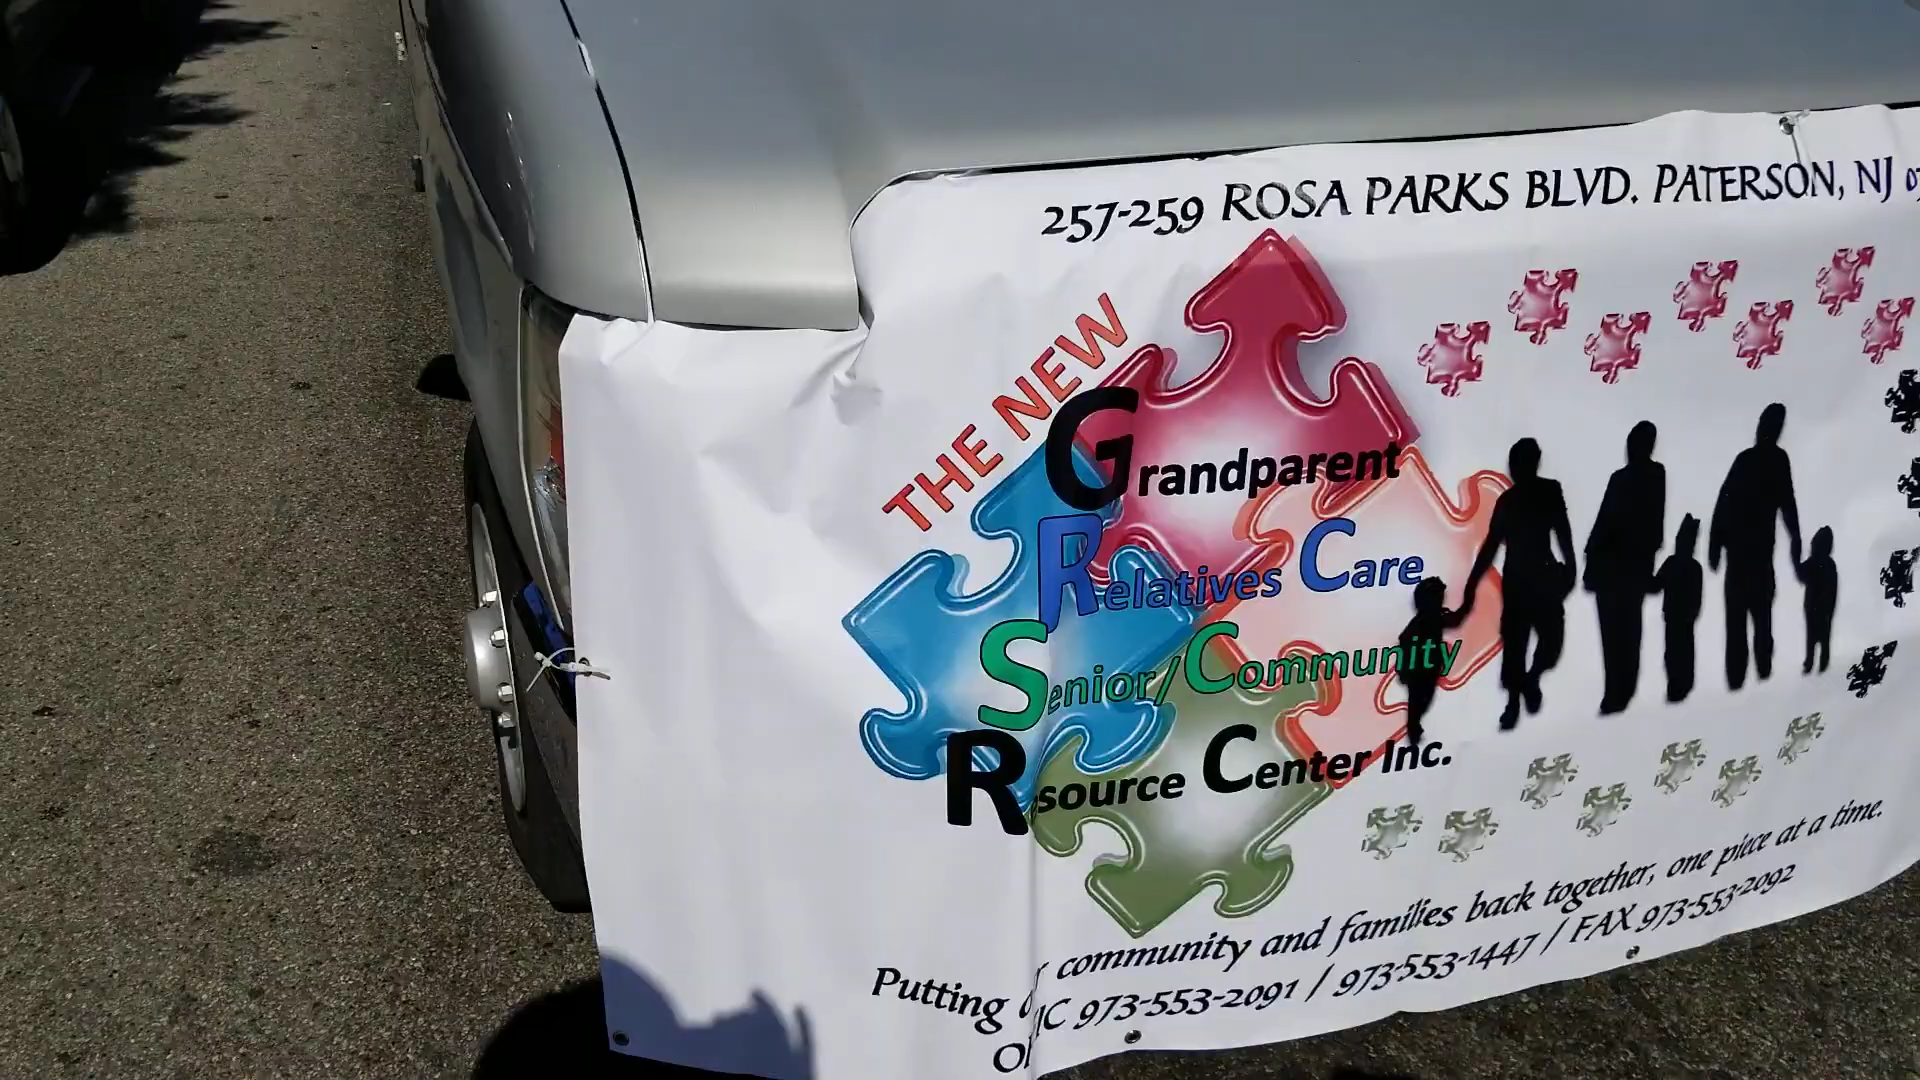 257-259 ROSA PARKS BLVD. PATERSON, NJ
THE NEW
Grandparent
Relatives Care
Senior/Community
Rsource Center Inc.
Putting community and families back together, one piece at a time.
973-553-2091 / 973-553-1447 / FAX 973-553-2092